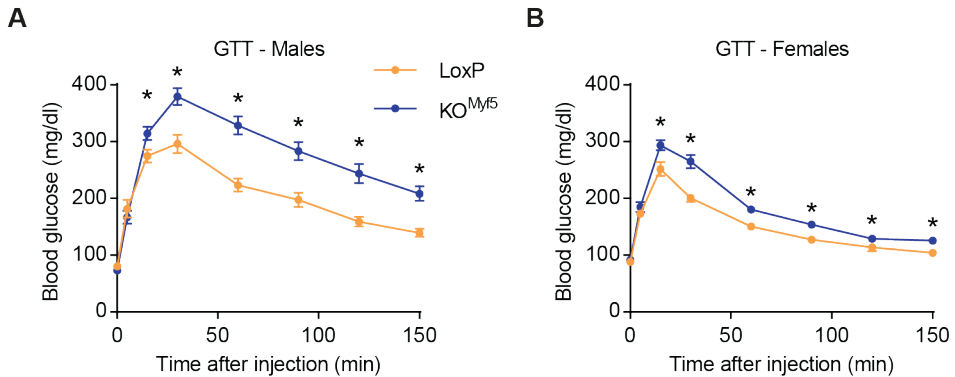 A
GTT - Males
LoxP
KO^Myf5
Blood glucose (mg/dl)
400
300
200
100
0
* * * * * * *
0 50 100 150
Time after injection (min)
B
GTT - Females
Blood glucose (mg/dl)
400
300
200
100
0
* * * * * *
0 50 100 150
Time after injection (min)